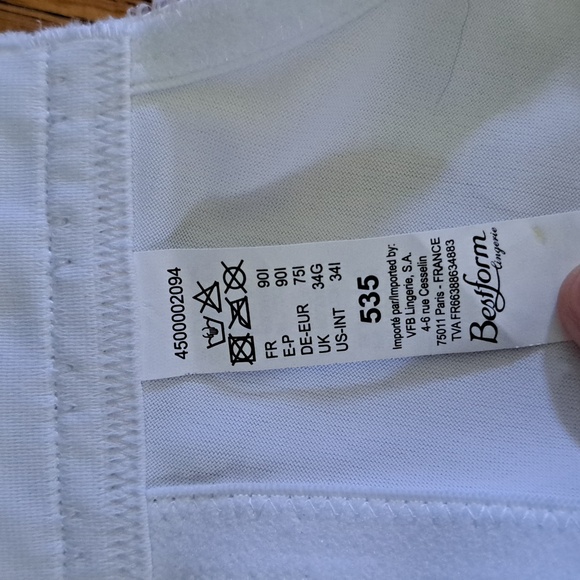 4500002094
FR 90I
E-P 90I
DE-EUR 75I
UK 34G
US-INT 34I
535
Importé par/Imported by:
VFB Lingerie, S.A.
4-6 rue Cesselin
75011 Paris - FRANCE
TVA FR66388634883
Bestform
lingerie